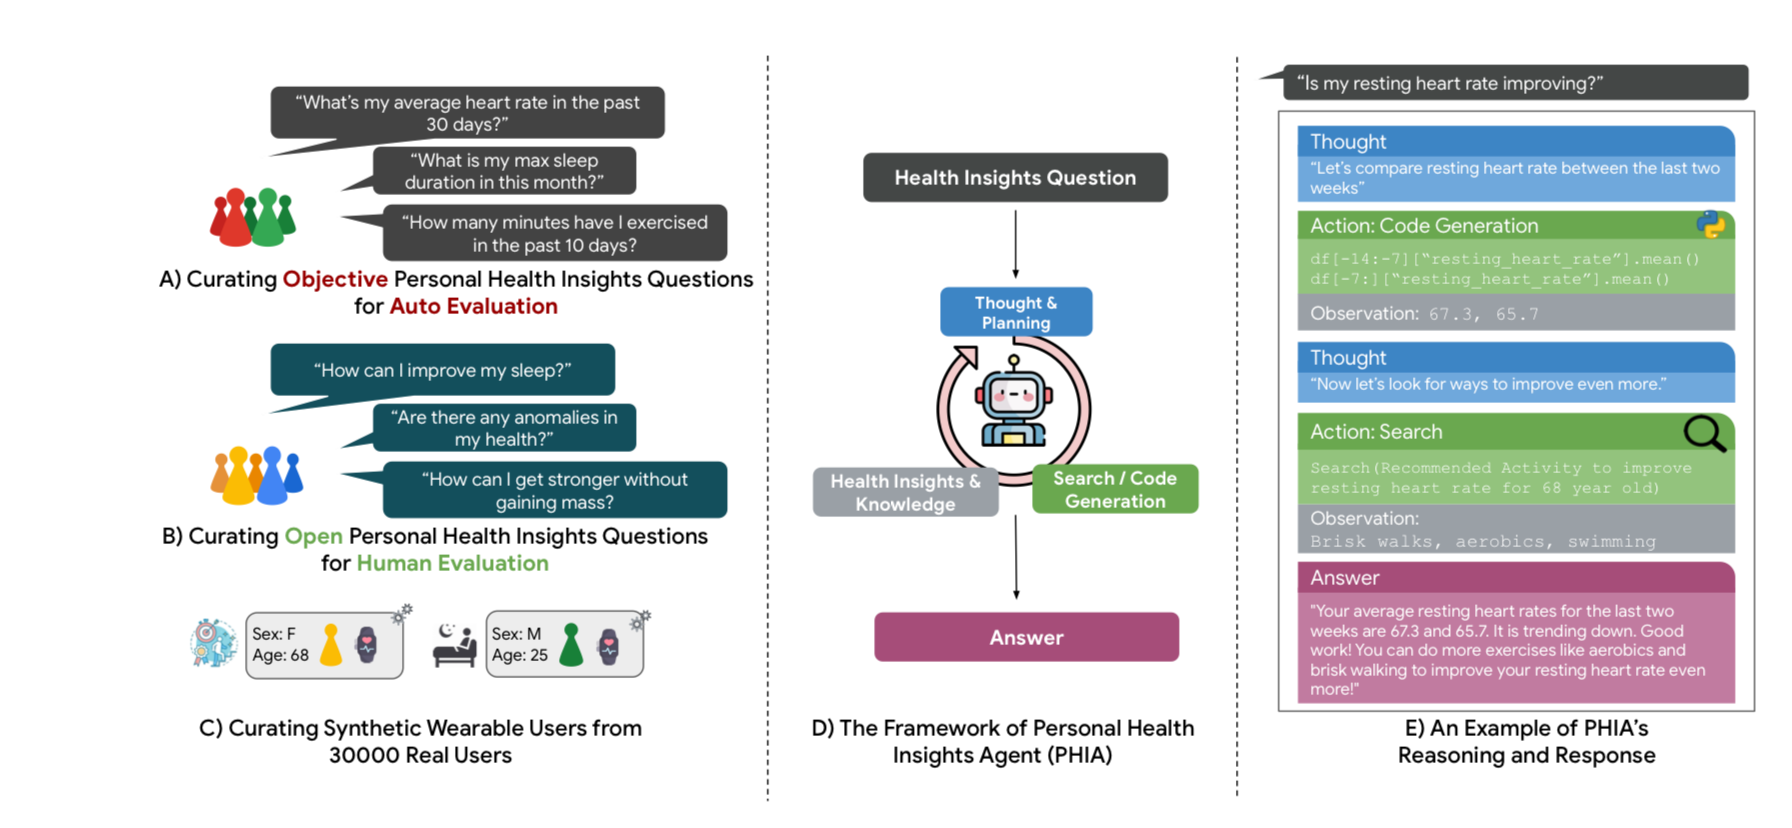 “What’s my average heart rate in the past
30 days?”
“What is my max sleep
duration in this month?”
“How many minutes have I exercised
in the past 10 days?
A) Curating Objective Personal Health Insights Questions
for Auto Evaluation
“How can I improve my sleep?”
“Are there any anomalies in
my health?”
“How can I get stronger without
gaining mass?
B) Curating Open Personal Health Insights Questions
for Human Evaluation
Sex: F
Age: 68
Sex: M
Age: 25
C) Curating Synthetic Wearable Users from
30000 Real Users
Health Insights Question
Thought &
Planning
Health Insights &
Knowledge
Search / Code
Generation
Answer
D) The Framework of Personal Health
Insights Agent (PHIA)
“Is my resting heart rate improving?”
Thought
“Let’s compare resting heart rate between the last two
weeks”
Action: Code Generation
df[-14:-7][“resting_heart_rate”].mean()
df[-7:][“resting_heart_rate”].mean()
Observation: 67.3, 65.7
Thought
“Now let’s look for ways to improve even more.”
Action: Search
Search(Recommended Activity to improve
resting heart rate for 68 year old)
Observation:
Brisk walks, aerobics, swimming
Answer
"Your average resting heart rates for the last two
weeks are 67.3 and 65.7. It is trending down. Good
work! You can do more exercises like aerobics and
brisk walking to improve your resting heart rate even
more!"
E) An Example of PHIA’s
Reasoning and Response